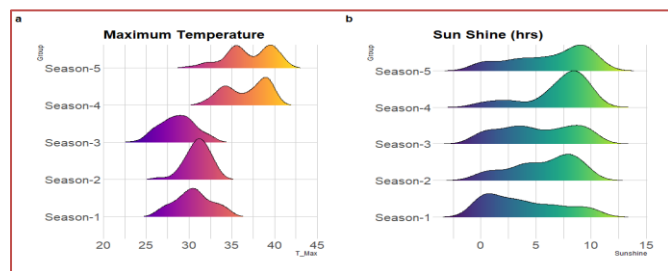 a
Maximum Temperature
Group
Season-5
Season-4
Season-3
Season-2
Season-1
20 25 30 35 40 45
T_Max
b
Sun Shine (hrs)
Group
Season-5
Season-4
Season-3
Season-2
Season-1
0 5 10 15
Sunshine